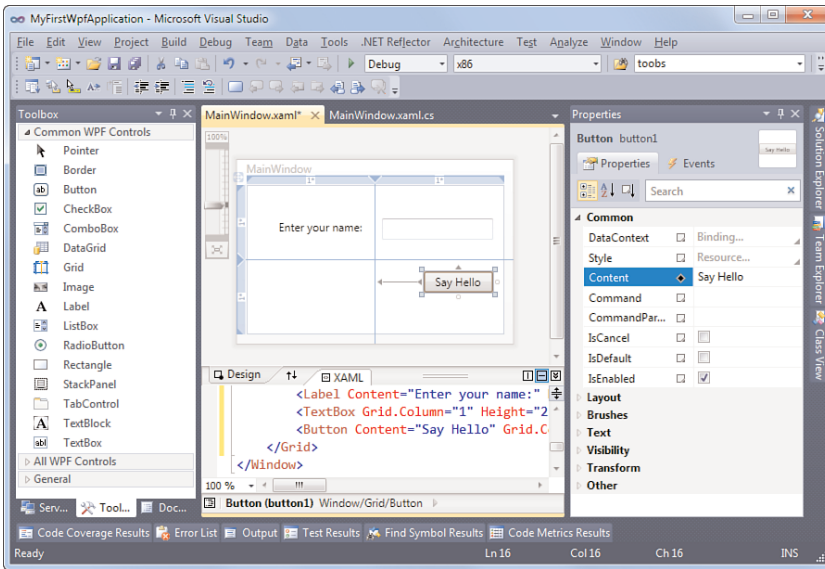 MyFirstWpfApplication - Microsoft Visual Studio
File Edit View Project Build Debug Team Data Tools .NET Reflector Architecture Test Analyze Window Help
Debug x86 toobs
Toolbox
Common WPF Controls
Pointer
Border
Button
CheckBox
ComboBox
DataGrid
Grid
Image
Label
ListBox
RadioButton
Rectangle
StackPanel
TabControl
TextBlock
TextBox
All WPF Controls
General
Serv... Tool... Doc...
MainWindow.xaml* MainWindow.xaml.cs
100%
MainWindow
1* 1*
Enter your name:
Say Hello
Design XAML
<Label Content="Enter your name:"
<TextBox Grid.Column="1" Height="2
<Button Content="Say Hello" Grid.C
</Grid>
</Window>
100 %
Button (button1) Window/Grid/Button
Properties
Button button1
Say Hello
Properties Events
Search
Common
DataContext Binding...
Style Resource...
Content Say Hello
Command
CommandPar...
IsCancel
IsDefault
IsEnabled
Layout
Brushes
Text
Visibility
Transform
Other
Solution Explorer
Team Explorer
Class View
Code Coverage Results Error List Output Test Results Find Symbol Results Code Metrics Results
Ready Ln 16 Col 16 Ch 16 INS